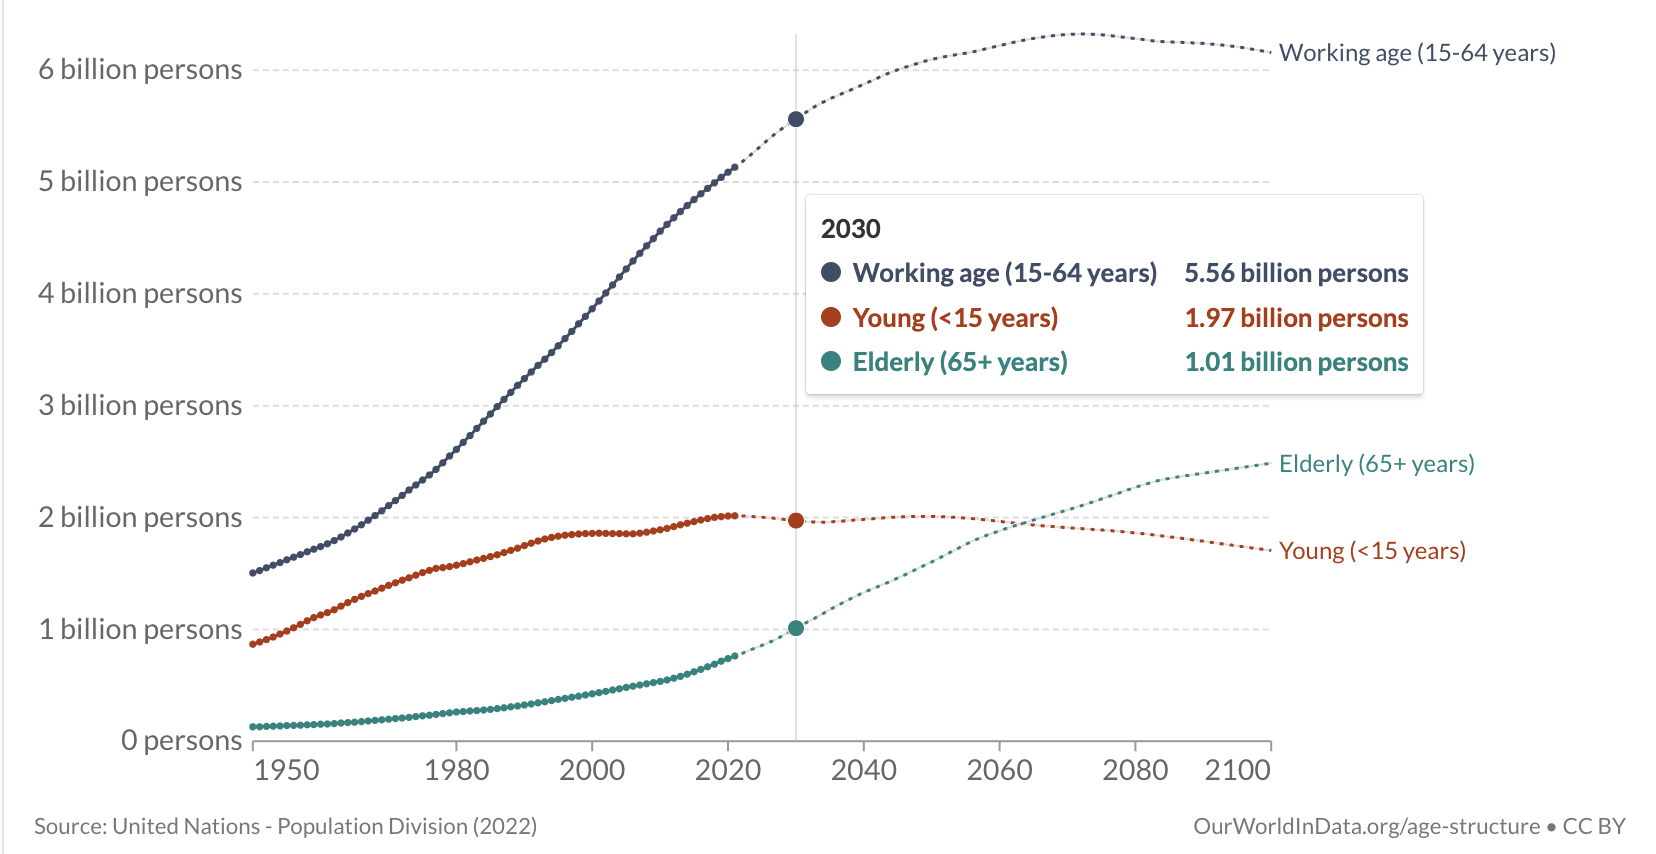 6 billion persons
Working age (15-64 years)
5 billion persons
2030
Working age (15-64 years) 5.56 billion persons
4 billion persons
Young (<15 years) 1.97 billion persons
Elderly (65+ years) 1.01 billion persons
3 billion persons
Elderly (65+ years)
2 billion persons
Young (<15 years)
1 billion persons
0 persons
1950 1980 2000 2020 2040 2060 2080 2100
Source: United Nations - Population Division (2022)
OurWorldInData.org/age-structure • CC BY